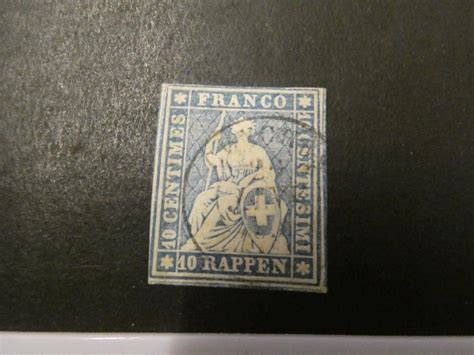 FRANCO
10 CENTIMES
10 CENTESIMI
10 RAPPEN